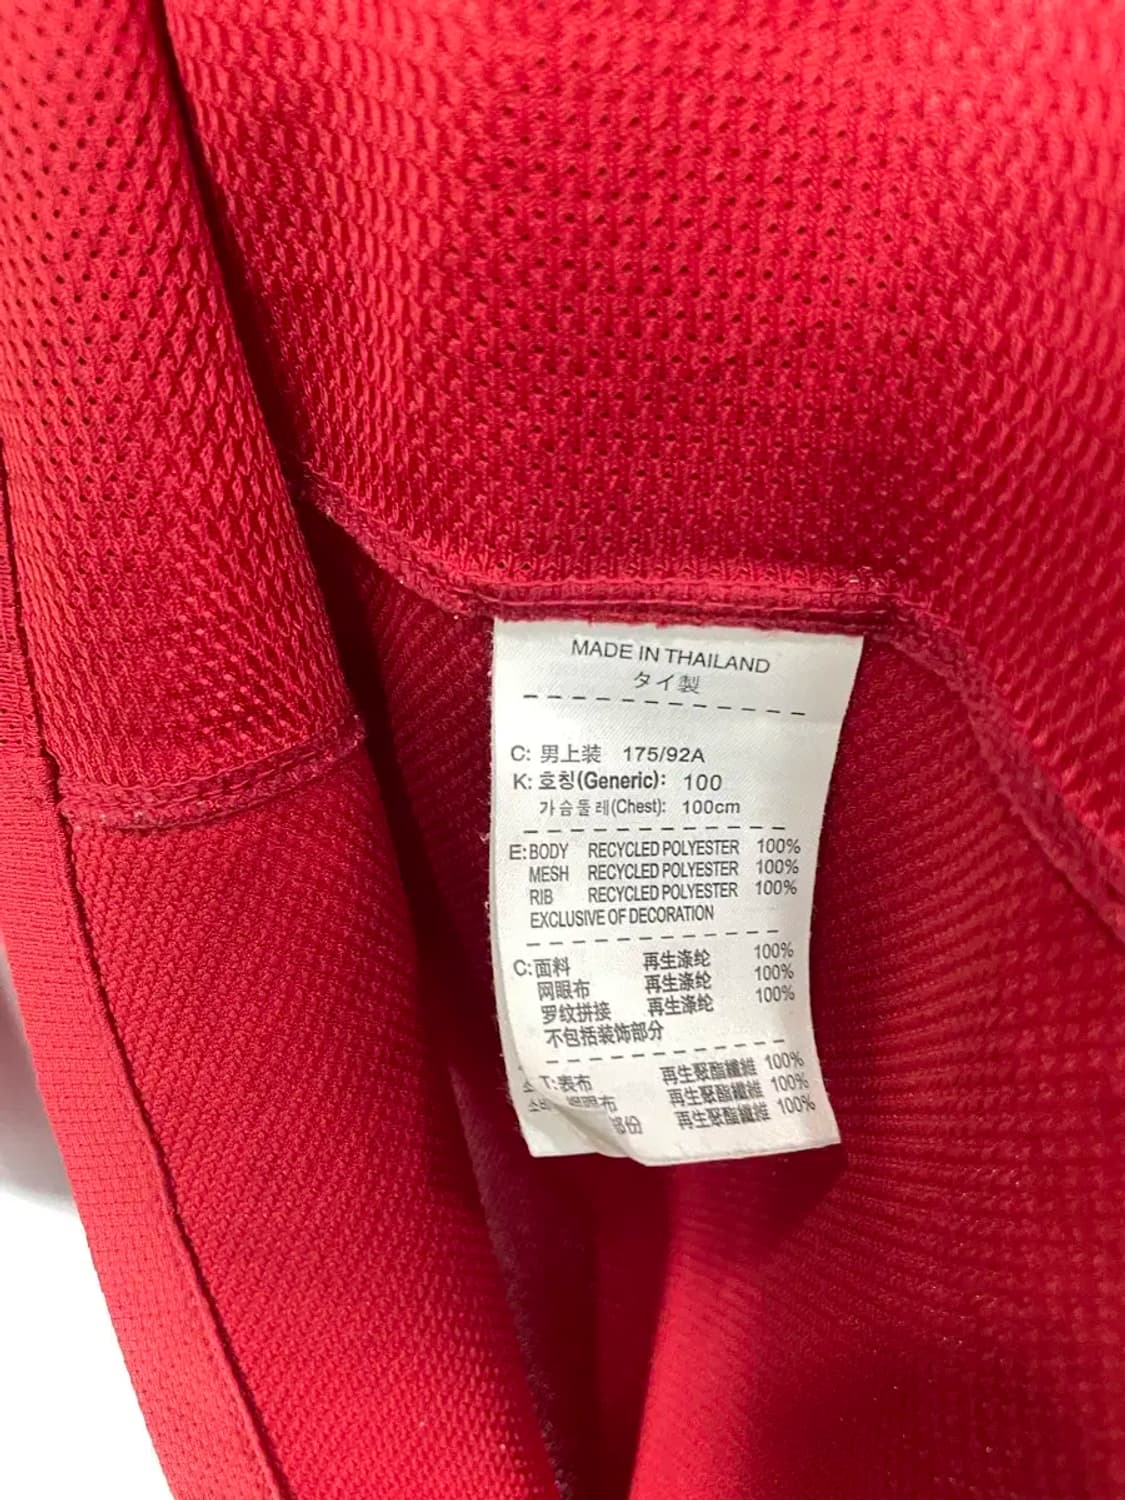 MADE IN THAILAND
タイ製
C: 男上装 175/92A
K: 호칭(Generic): 100
가슴둘레(Chest): 100cm
E: BODY RECYCLED POLYESTER 100%
MESH RECYCLED POLYESTER 100%
RIB RECYCLED POLYESTER 100%
EXCLUSIVE OF DECORATION
C: 面料 再生涤纶 100%
网眼布 再生涤纶 100%
罗纹拼接 再生涤纶 100%
不包括装饰部分
T: 表布 再生聚酯纖維 100%
眼布 再生聚酯纖維 100%
部份 再生聚酯纖維 100%